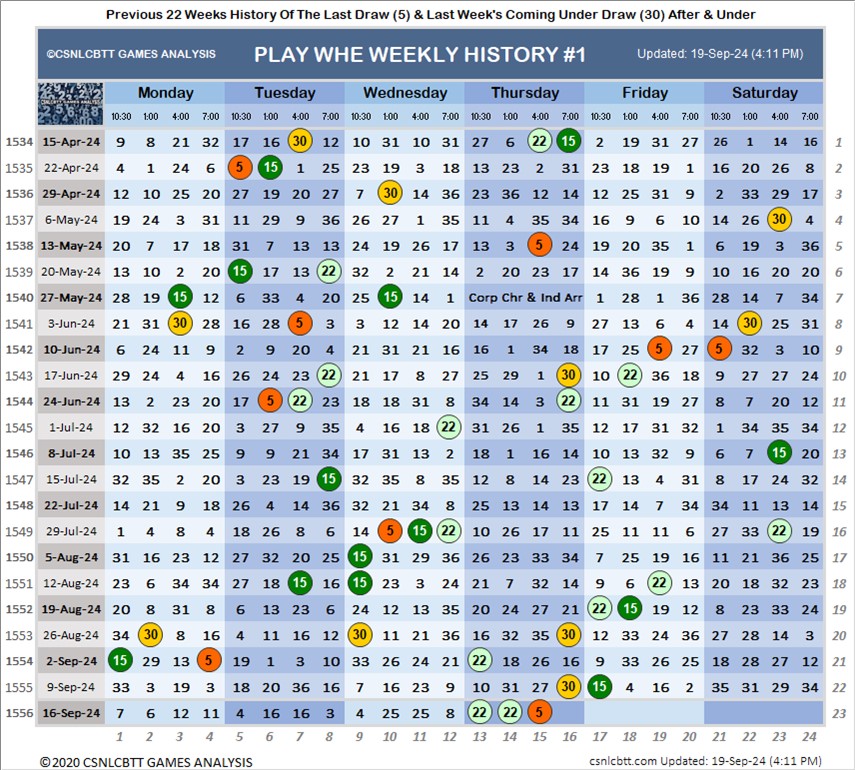 Previous 22 Weeks History Of The Last Draw (5) & Last Week's Coming Under Draw (30) After & Under
©CSNLCBTT GAMES ANALYSIS PLAY WHE WEEKLY HISTORY #1 Updated: 19-Sep-24 (4:11 PM)
Monday Tuesday Wednesday Thursday Friday Saturday
10:30 1:00 4:00 7:00 10:30 1:00 4:00 7:00 10:30 1:00 4:00 7:00 10:30 1:00 4:00 7:00 10:30 1:00 4:00 7:00 10:30 1:00 4:00 7:00
1534 15-Apr-24 9 8 21 32 17 16 30 12 10 31 10 31 27 6 22 15 2 19 31 27 26 1 14 16 1
1535 22-Apr-24 4 1 24 6 5 15 1 25 23 19 3 18 13 23 2 31 23 18 19 1 16 20 26 8 2
1536 29-Apr-24 12 10 25 20 27 19 20 27 7 30 14 36 23 36 12 14 12 25 31 9 2 33 29 17 3
1537 6-May-24 19 24 3 31 11 29 9 36 26 27 1 35 11 4 35 34 16 9 6 10 14 26 30 4 4
1538 13-May-24 20 7 17 18 31 7 13 13 24 19 26 17 13 3 5 24 19 20 35 1 6 19 3 36 5
1539 20-May-24 13 10 2 20 15 17 13 22 32 2 21 14 2 20 23 17 14 36 19 9 10 16 20 20 6
1540 27-May-24 28 19 15 12 6 33 4 20 10 15 14 1 Corp Chr & Ind Arr 1 28 1 36 28 14 7 34 7
1541 3-Jun-24 21 31 30 28 16 28 5 3 3 12 14 20 14 17 26 9 27 13 6 4 14 30 25 31 8
1542 10-Jun-24 6 24 11 9 2 9 20 4 21 31 21 16 16 1 34 18 17 25 5 27 5 32 3 10 9
1543 17-Jun-24 29 24 4 16 26 24 23 22 21 17 8 27 25 29 1 30 10 22 36 18 9 27 27 24 10
1544 24-Jun-24 13 2 23 20 17 5 22 23 18 18 31 8 34 14 3 22 11 31 19 27 8 7 20 12 11
1545 1-Jul-24 12 32 16 20 3 27 9 35 4 16 18 22 31 26 1 35 12 17 31 32 1 34 35 34 12
1546 8-Jul-24 10 13 35 25 9 9 21 34 17 31 13 2 18 1 16 14 10 13 32 9 6 7 15 20 13
1547 15-Jul-24 32 35 2 20 3 23 19 15 32 35 8 35 12 8 14 23 22 13 4 31 8 17 24 32 14
1548 22-Jul-24 14 21 9 18 26 4 14 36 32 21 34 8 25 13 14 13 17 14 7 34 34 11 13 14 15
1549 29-Jul-24 1 4 8 4 18 26 8 6 14 5 15 22 10 26 17 11 25 11 11 6 27 33 22 19 16
1550 5-Aug-24 31 16 23 12 27 32 20 25 15 31 29 36 26 23 33 34 7 25 19 16 11 21 36 25 17
1551 12-Aug-24 23 6 34 34 27 18 15 16 15 23 3 24 21 7 32 14 9 6 22 13 20 18 32 23 18
1552 19-Aug-24 20 8 31 8 6 13 23 6 24 12 13 35 20 24 27 21 22 15 19 12 8 23 33 24 19
1553 26-Aug-24 34 30 8 16 4 11 16 12 30 11 21 36 16 32 35 30 12 33 24 36 27 28 14 3 20
1554 2-Sep-24 15 29 13 5 19 1 3 10 33 26 24 21 22 18 26 16 9 33 26 25 18 28 27 12 21
1555 9-Sep-24 33 3 19 3 18 20 36 16 7 16 23 9 10 31 27 30 15 4 16 2 35 31 29 34 22
1556 16-Sep-24 7 6 12 11 4 16 16 3 4 25 25 8 22 22 5 23
1 2 3 4 5 6 7 8 9 10 11 12 13 14 15 16 17 18 19 20 21 22 23 24
©2020 CSNLCBTT GAMES ANALYSIS csnlcbtt.com Updated: 19-Sep-24 (4:11 PM)